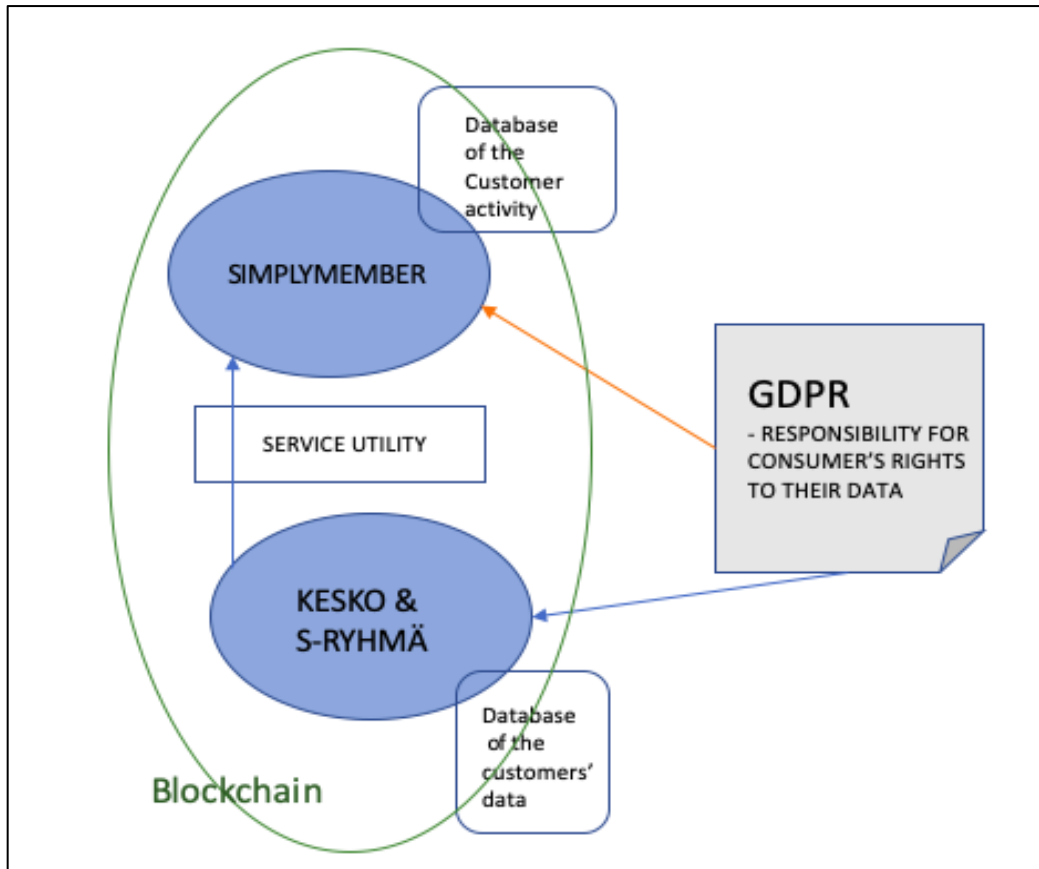 Database
of the
Customer
activity
SIMPLYMEMBER
GDPR
- RESPONSIBILITY FOR
CONSUMER'S RIGHTS
TO THEIR DATA
SERVICE UTILITY
KESKO &
S-RYHMÄ
Database
of the
customers'
data
Blockchain